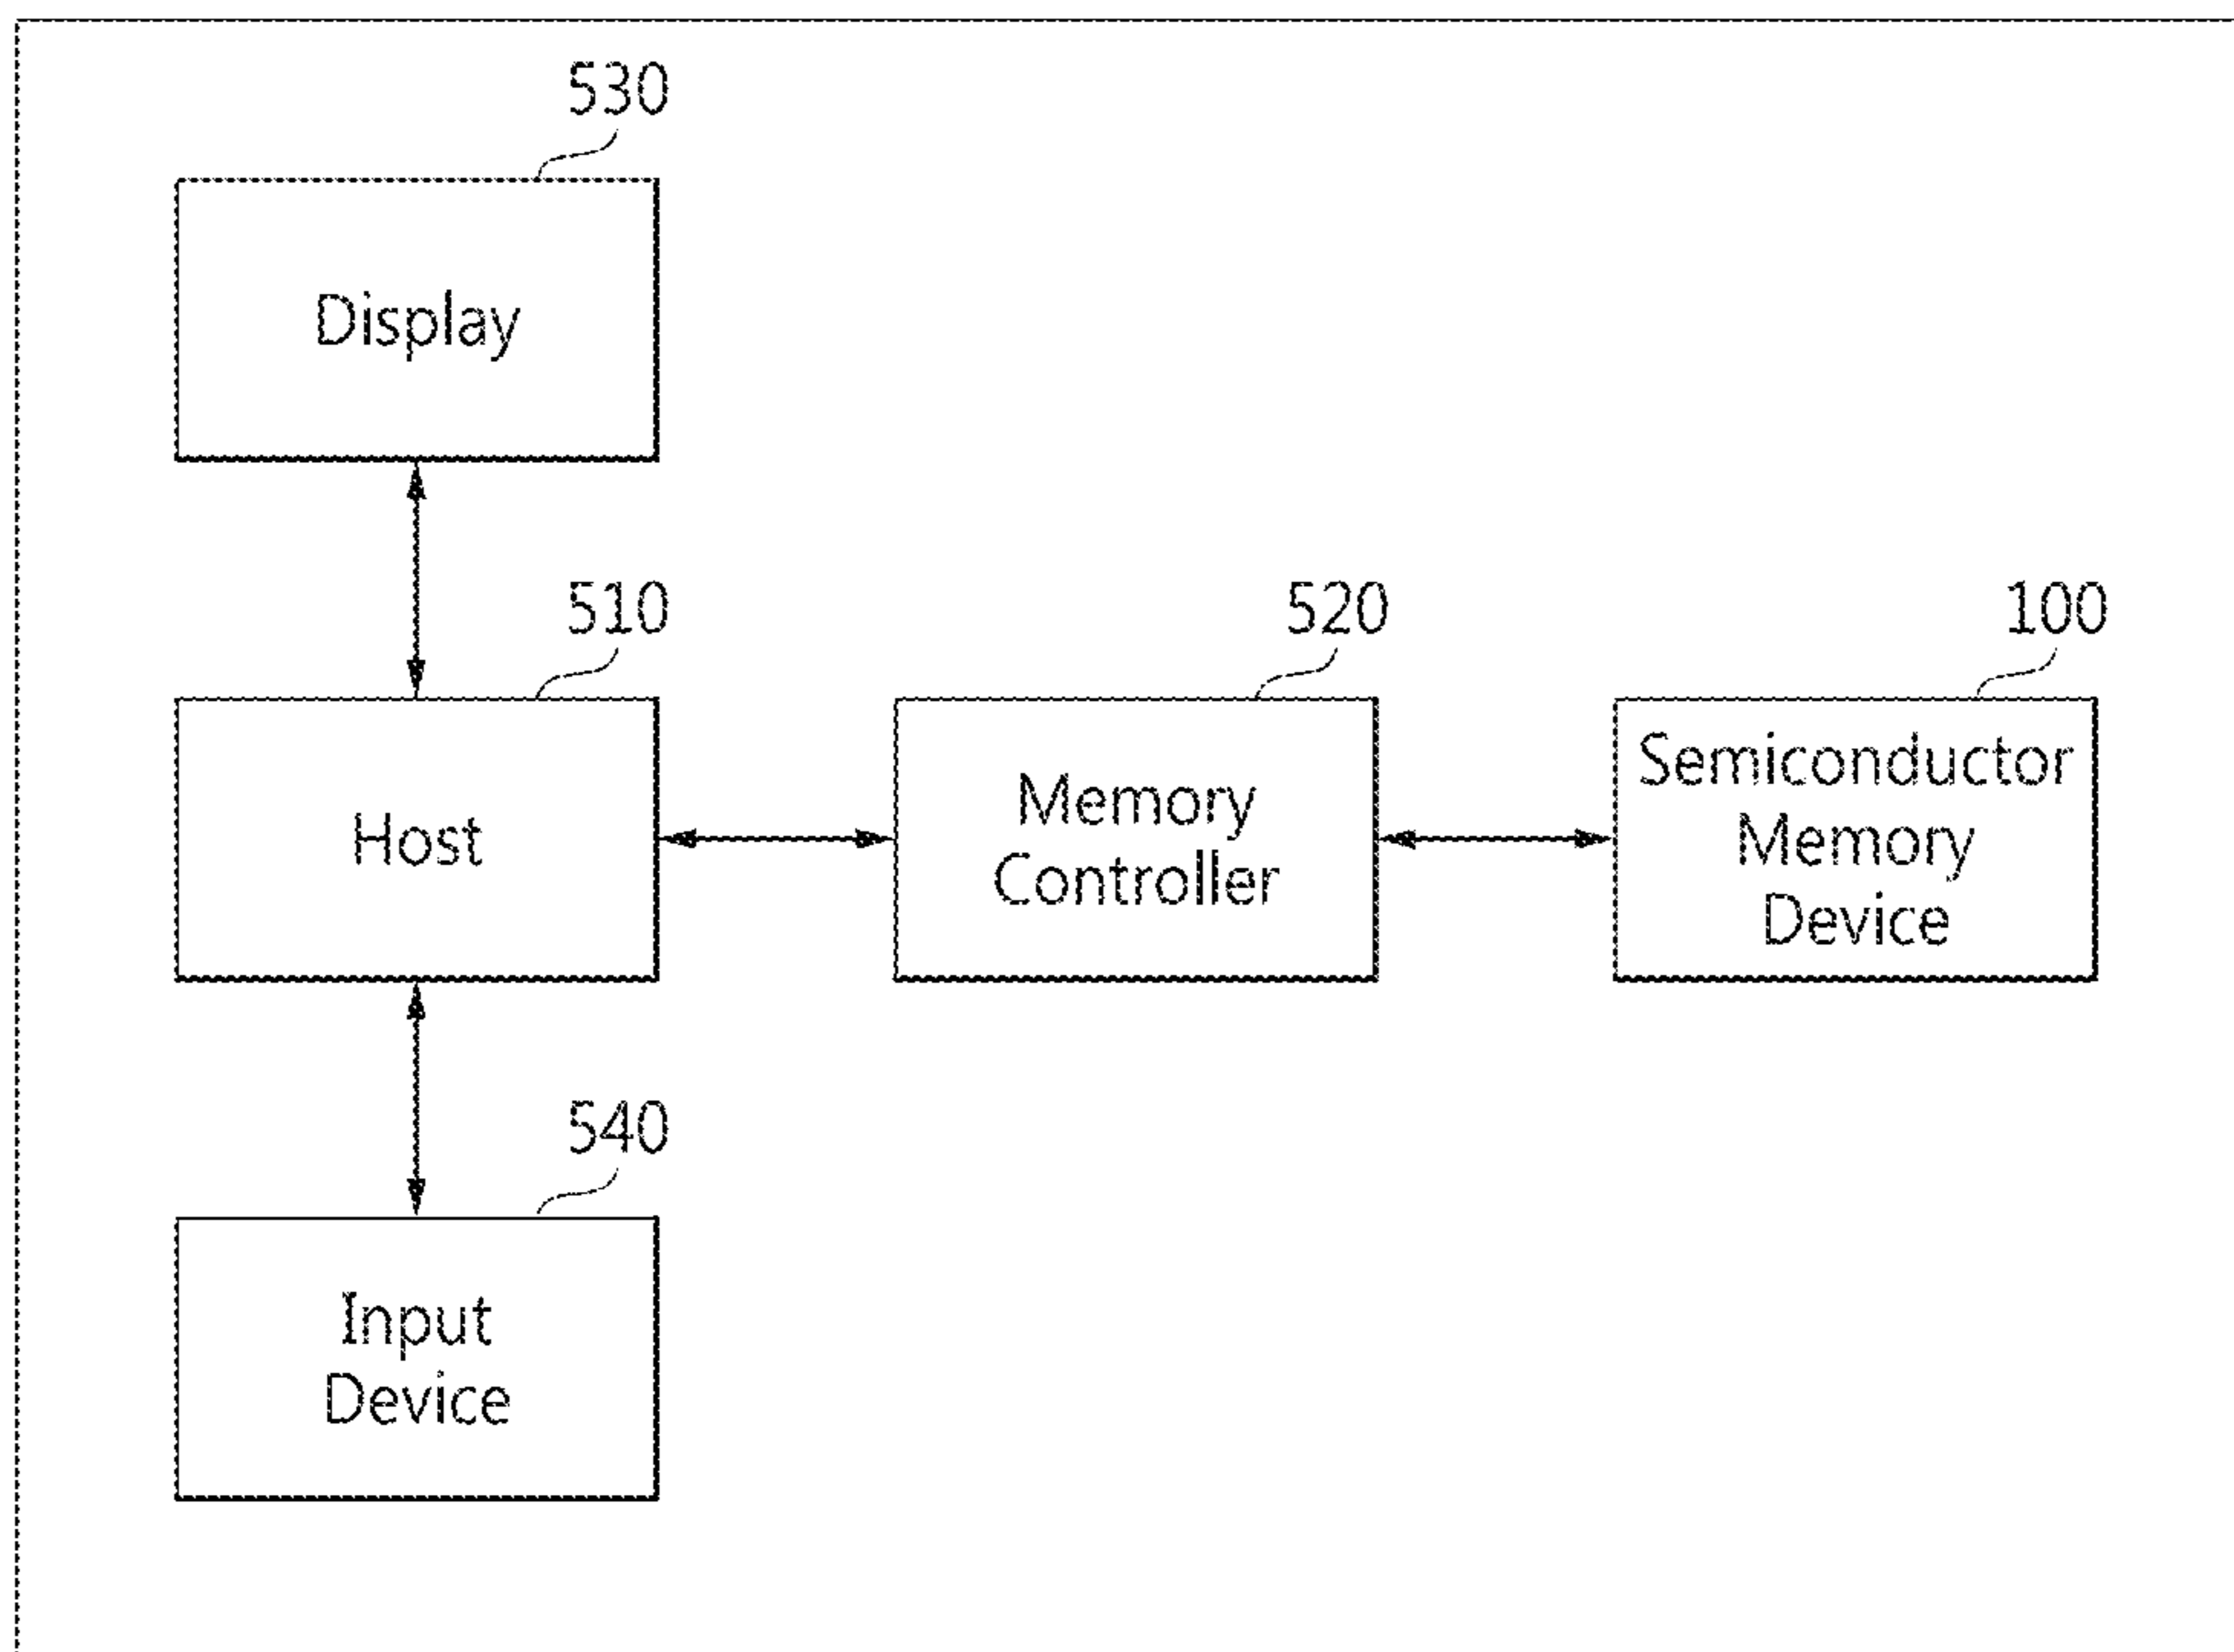 530
Display
510
520
100
Host
Memory
Controller
Semiconductor
Memory
Device
540
Input
Device